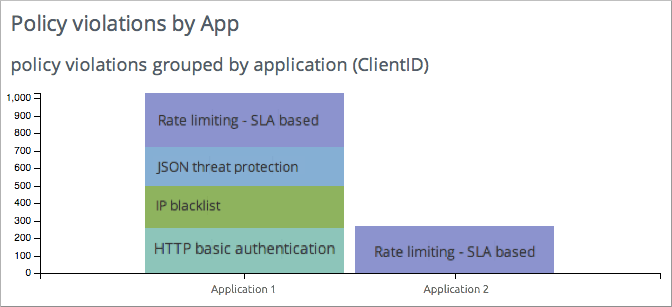 Policy violations by App
policy violations grouped by application (ClientID)
1,000
900
800
700
600
500
400
300
200
100
0
Rate limiting - SLA based
JSON threat protection
IP blacklist
HTTP basic authentication
Rate limiting - SLA based
Application 1
Application 2